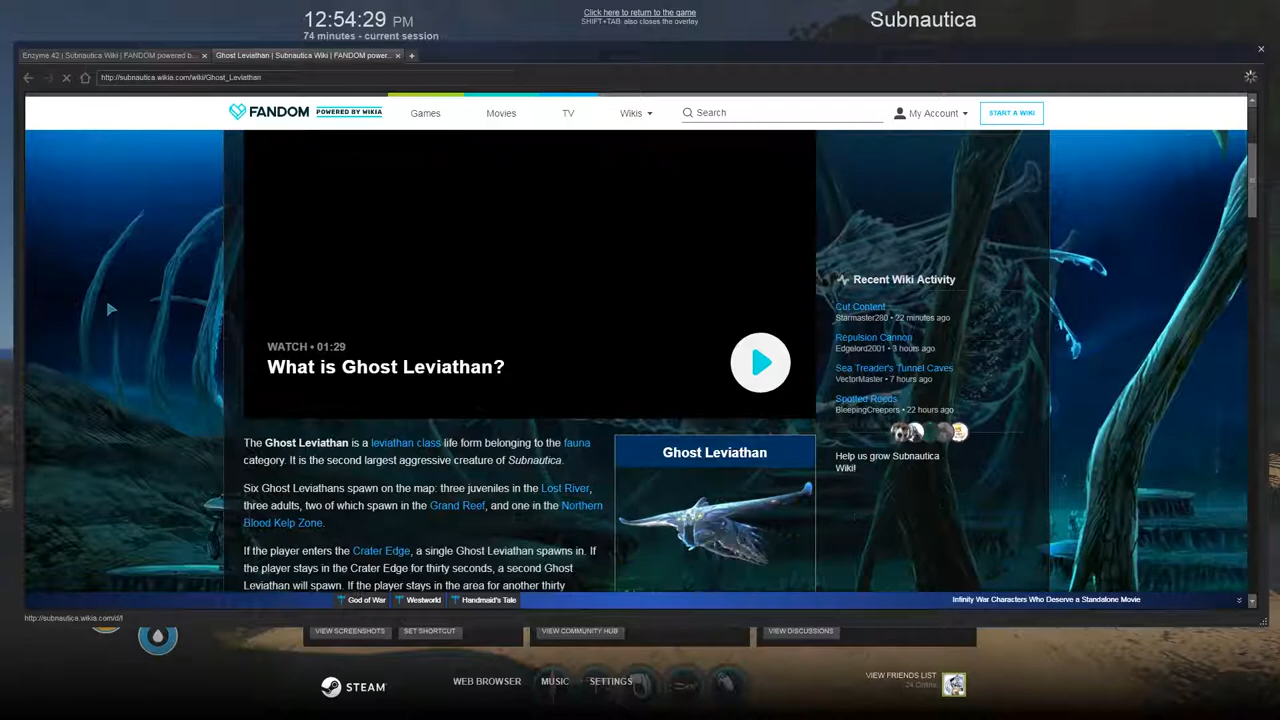 12:54:29 PM
74 minutes - current session
Click here to return to the game
SHIFT+TAB also closes the overlay
Subnautica
Enzyme 42 | Subnautica Wiki | FANDOM powered b...
Ghost Leviathan | Subnautica Wiki | FANDOM power...
http://subnautica.wikia.com/wiki/Ghost_Leviathan
FANDOM POWERED BY WIKIA
Games
Movies
TV
Wikis
Search
My Account
START A WIKI
WATCH • 01:29
What is Ghost Leviathan?
Recent Wiki Activity
Cut Content
Starmaster280 • 22 minutes ago
Repulsion Cannon
Edgelord2001 • 3 hours ago
Sea Treader's Tunnel Caves
VectorMaster • 7 hours ago
Spotted Reeds
BleepingCreepers • 22 hours ago
Help us grow Subnautica
Wiki!
The Ghost Leviathan is a leviathan class life form belonging to the fauna
category. It is the second largest aggressive creature of Subnautica.
Six Ghost Leviathans spawn on the map: three juveniles in the Lost River,
three adults, two of which spawn in the Grand Reef, and one in the Northern
Blood Kelp Zone.
If the player enters the Crater Edge, a single Ghost Leviathan spawns in. If
the player stays in the Crater Edge for thirty seconds, a second Ghost
Leviathan will spawn. If the player stays in the area for another thirty
Ghost Leviathan
God of War
Westworld
Handmaid's Tale
Infinity War Characters Who Deserve a Standalone Movie
http://subnautica.wikia.com/d/f
VIEW SCREENSHOTS
SET SHORTCUT
VIEW COMMUNITY HUB
VIEW DISCUSSIONS
STEAM
WEB BROWSER
MUSIC
SETTINGS
VIEW FRIENDS LIST
24 Online